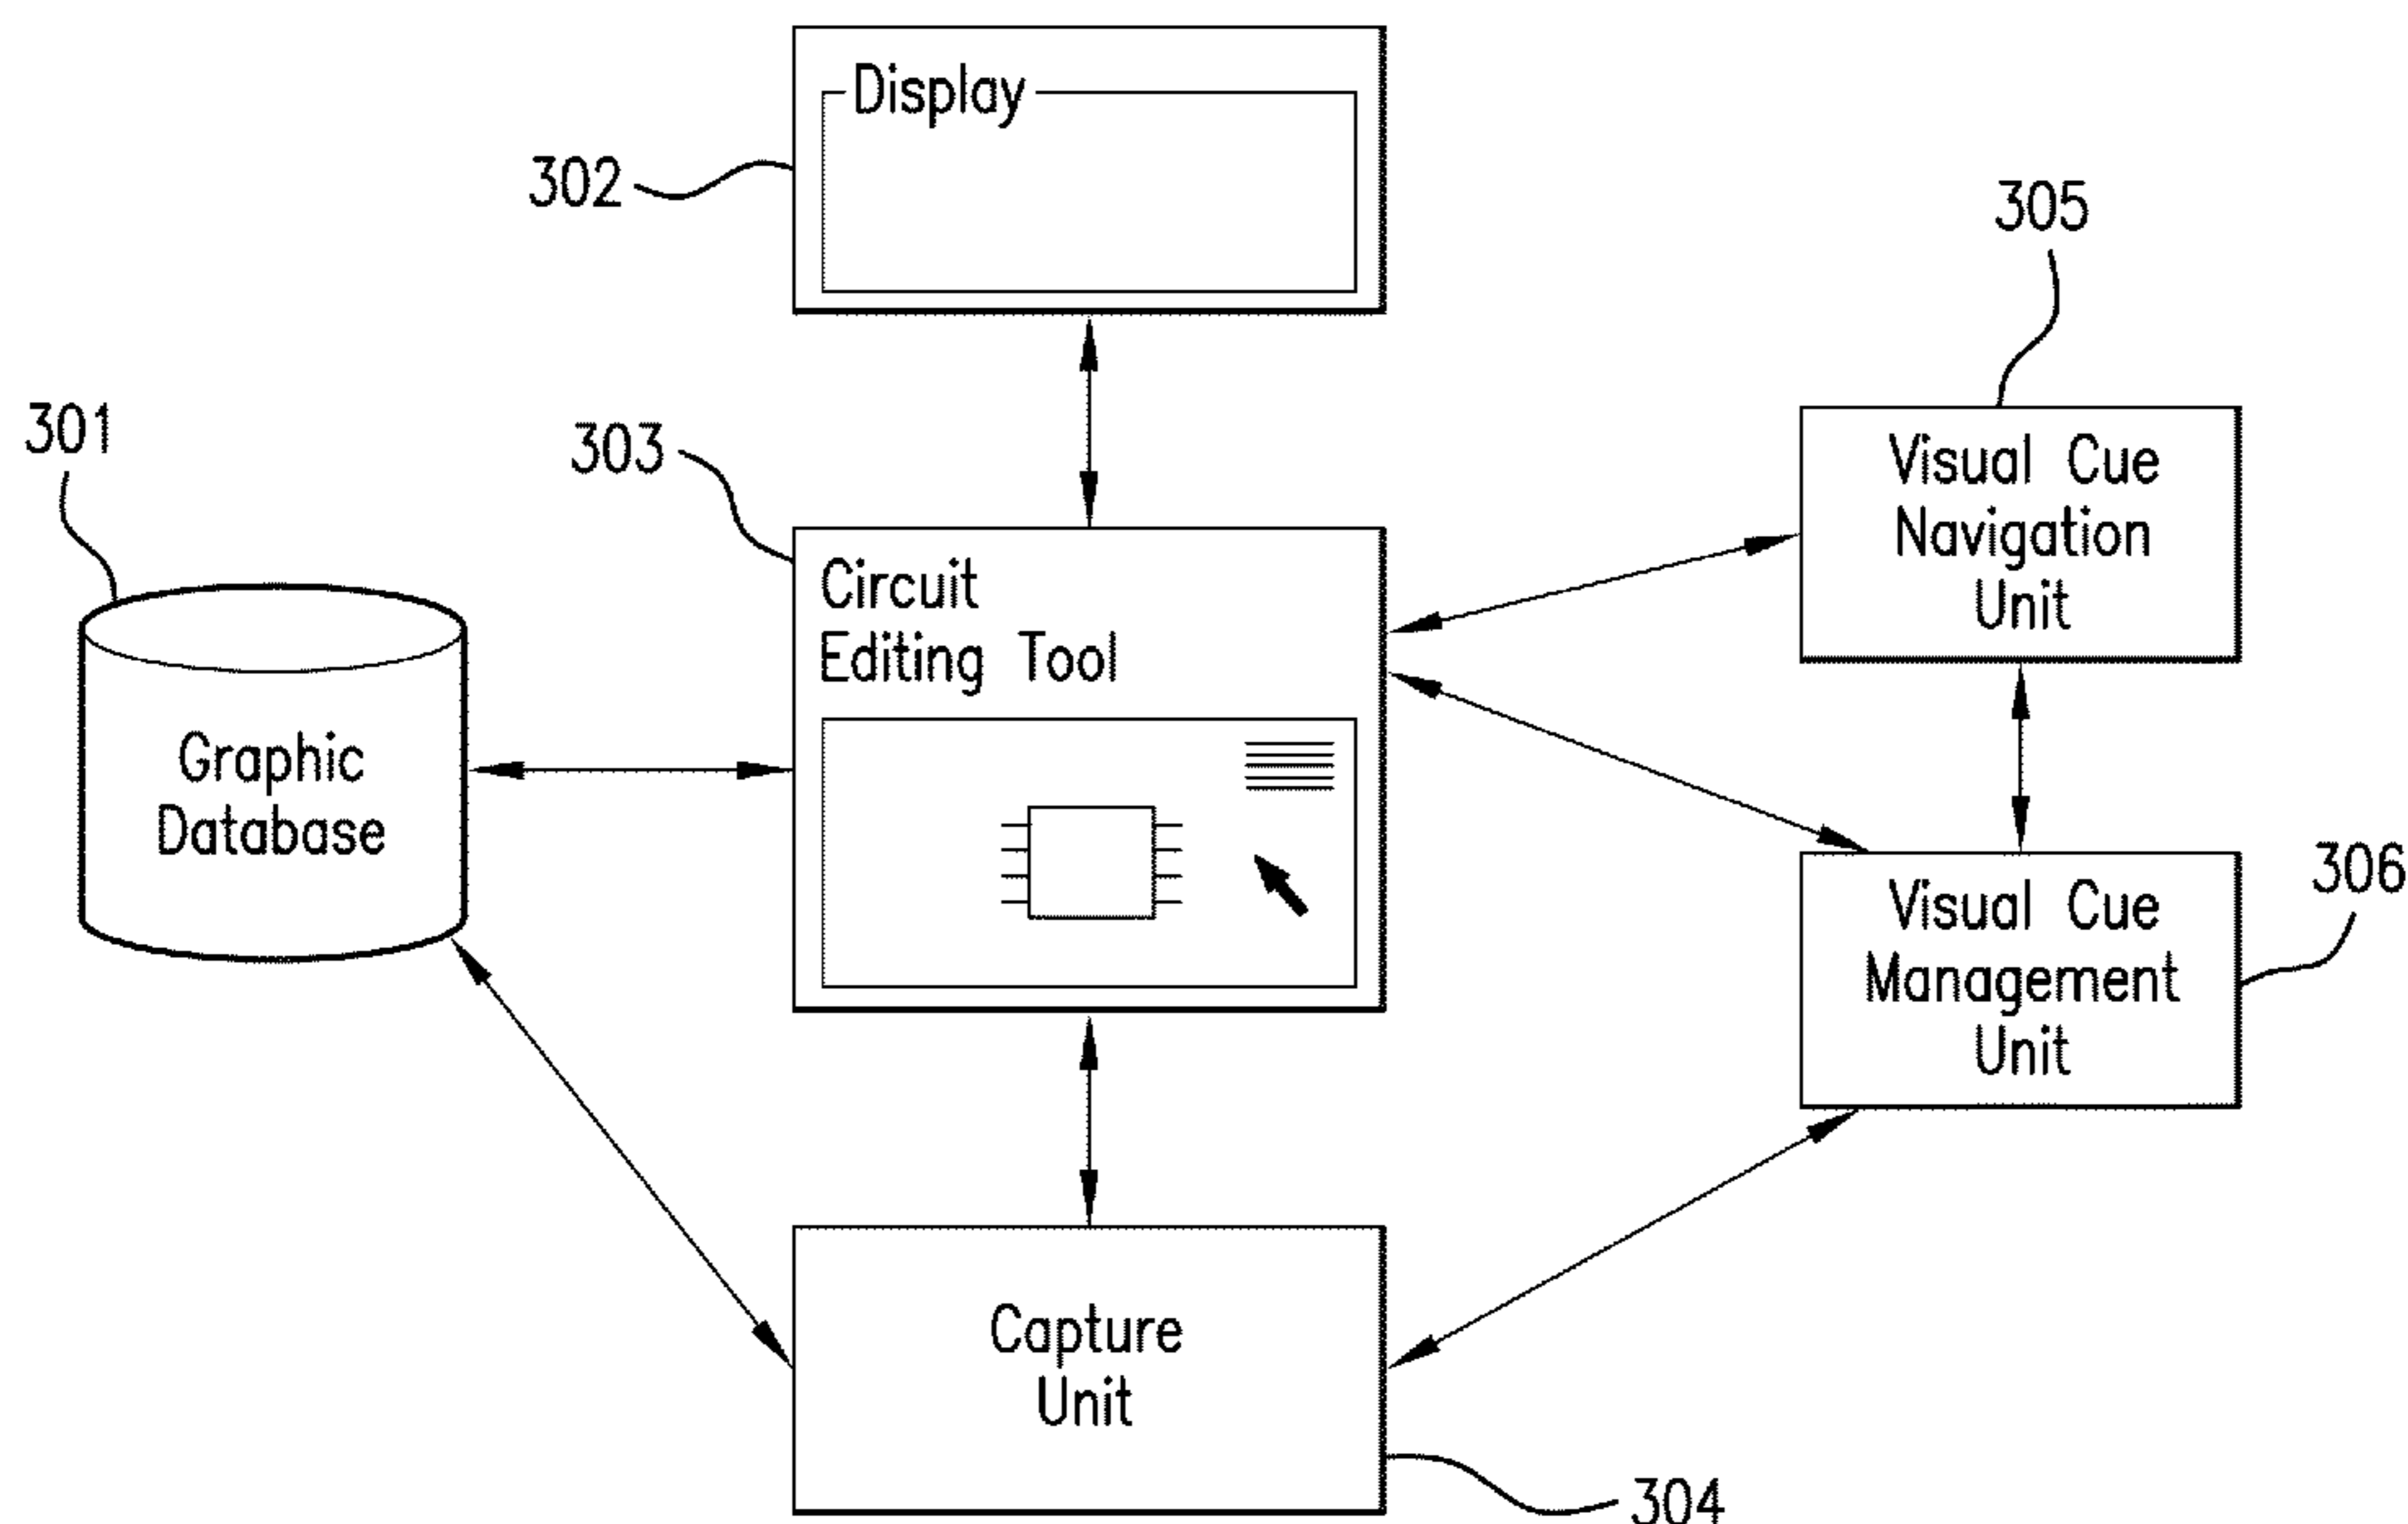 Display
302
305
301
303
Visual Cue
Navigation
Unit
Circuit
Editing Tool
Graphic
Database
306
Visual Cue
Management
Unit
Capture
Unit
304